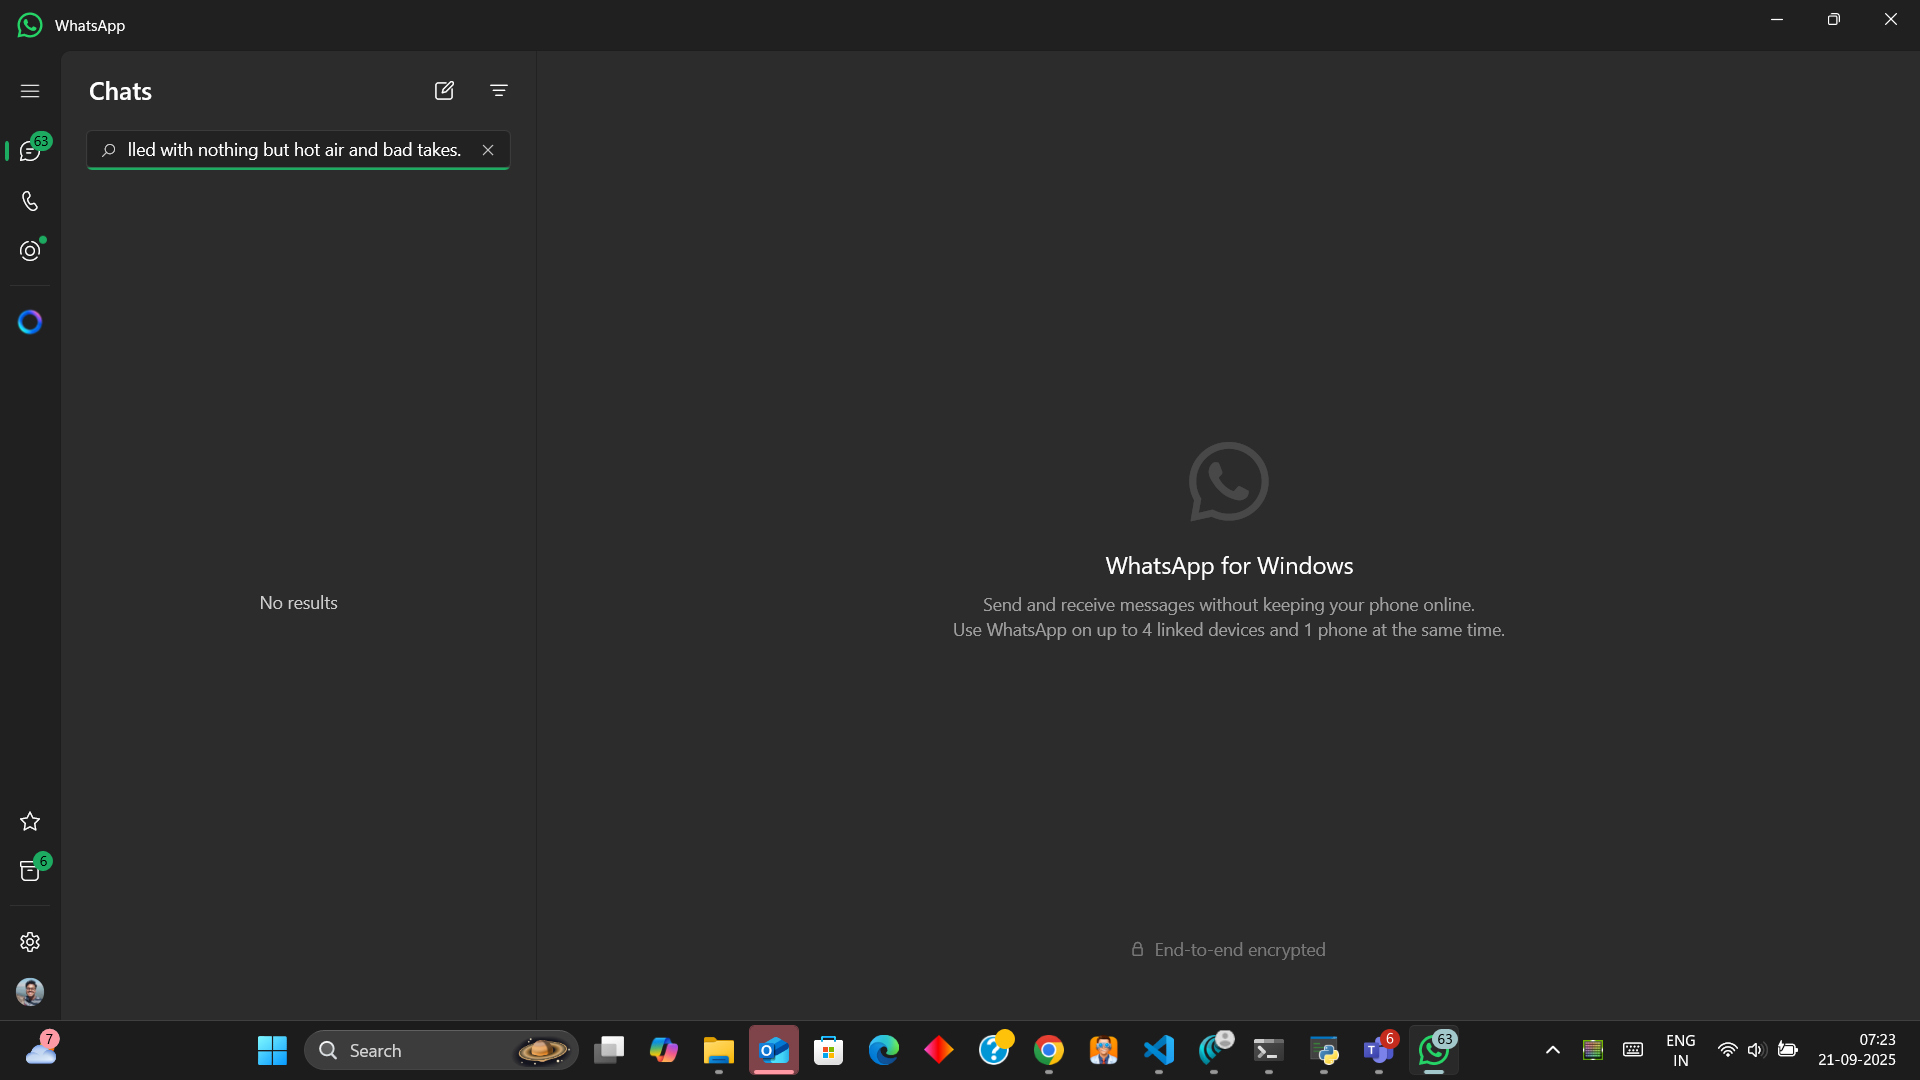 WhatsApp
Chats
63
lled with nothing but hot air and bad takes.
No results
WhatsApp for Windows
Send and receive messages without keeping your phone online.
Use WhatsApp on up to 4 linked devices and 1 phone at the same time.
6
End-to-end encrypted
7
Search
6
63
ENG
IN
07:23
21-09-2025